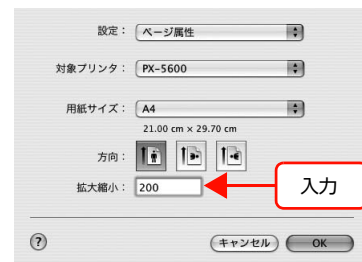 設定： ページ属性
対象プリンタ： PX-5600
用紙サイズ： A4
21.00 cm × 29.70 cm
方向：
拡大縮小： 200
入力
? キャンセル OK